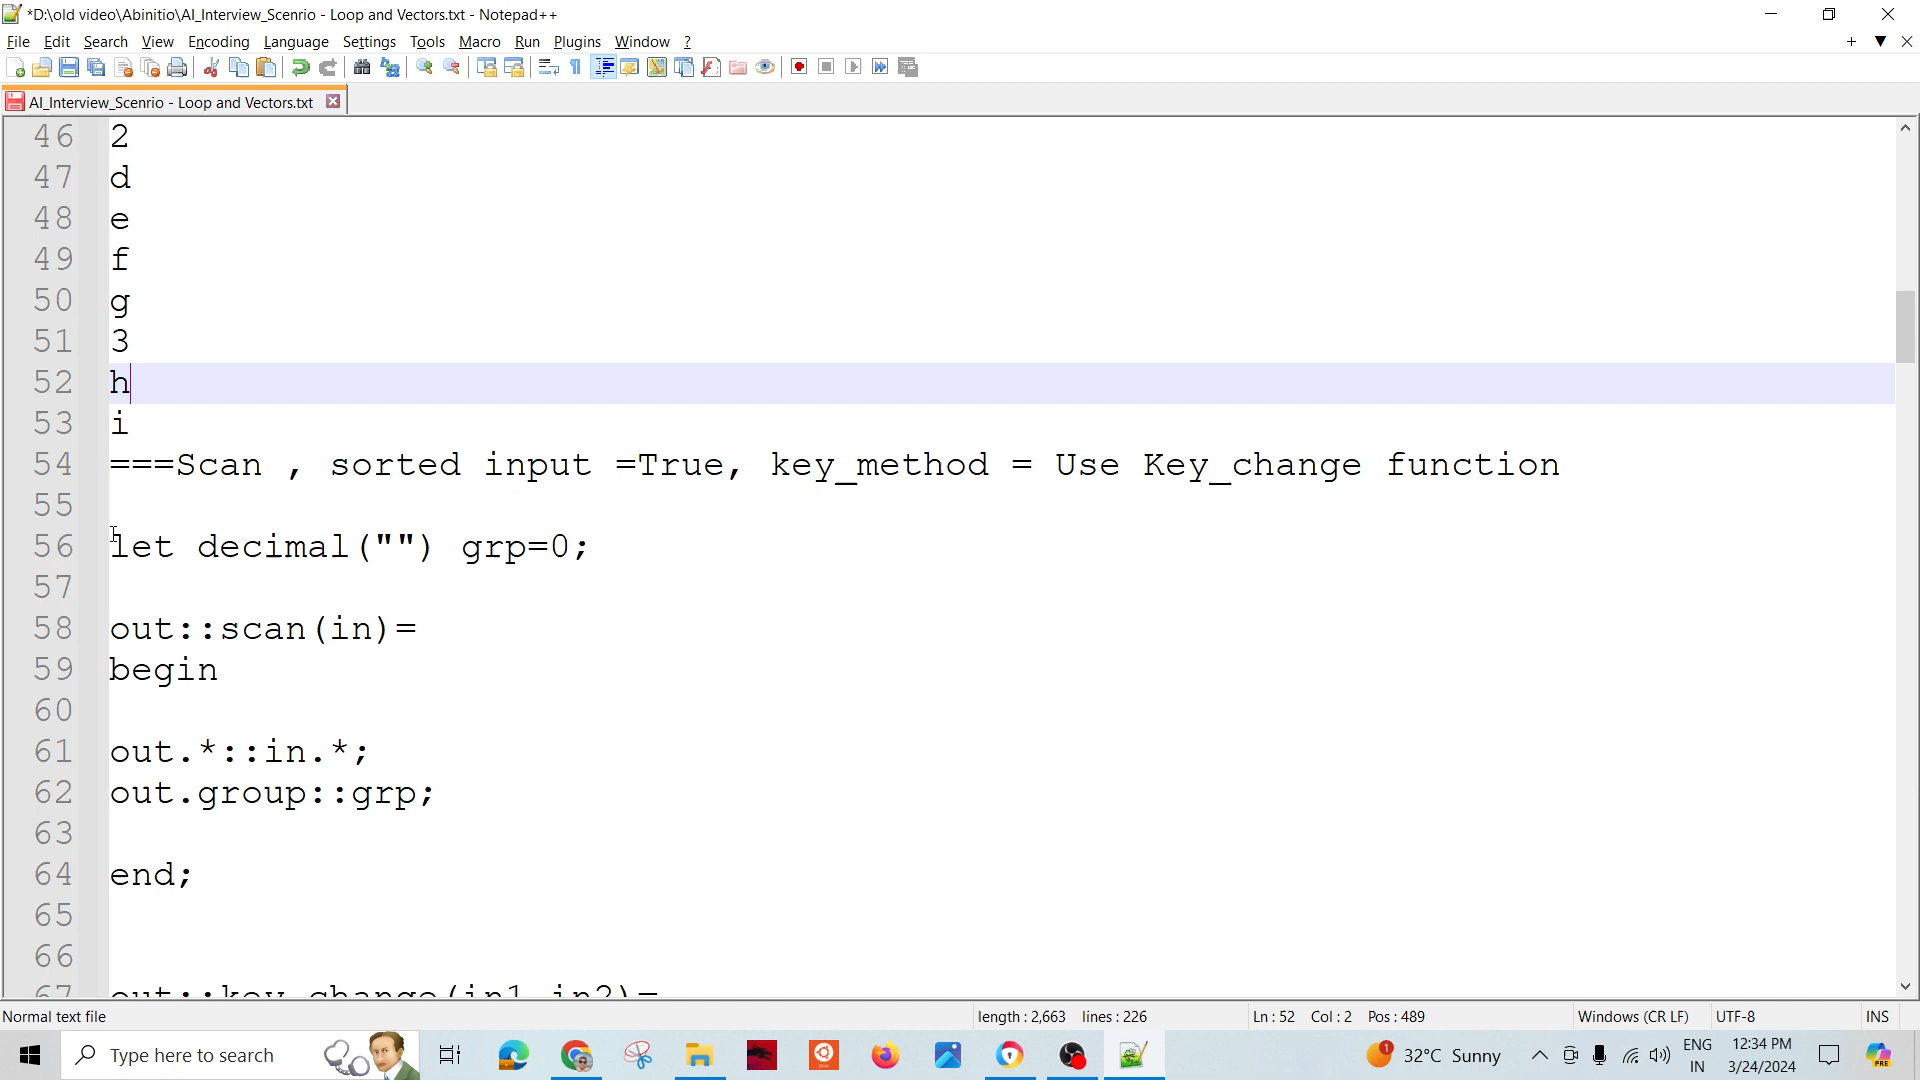 *D:\old video\Abinitio\AI_Interview_Scenrio - Loop and Vectors.txt - Notepad++
File Edit Search View Encoding Language Settings Tools Macro Run Plugins Window ?
AI_Interview_Scenrio - Loop and Vectors.txt
46 2
47 d
48 e
49 f
50 g
51 3
52 h
53 i
54 ===Scan , sorted input =True, key_method = Use Key_change function
55
56 let decimal("") grp=0;
57
58 out::scan(in)=
59 begin
60
61 out.*::in.*;
62 out.group::grp;
63
64 end;
65
66
67 out::key_change(in1,in2)=
Normal text file length : 2,663 lines : 226 Ln : 52 Col : 2 Pos : 489 Windows (CR LF) UTF-8 INS
Type here to search 32°C Sunny ENG IN 12:34 PM 3/24/2024